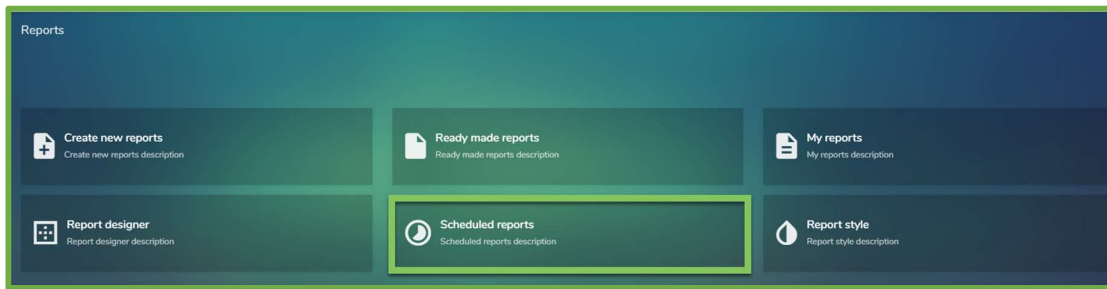 Reports
Create new reports
Create new reports description
Ready made reports
Ready made reports description
My reports
My reports description
Report designer
Report designer description
Scheduled reports
Scheduled reports description
Report style
Report style description